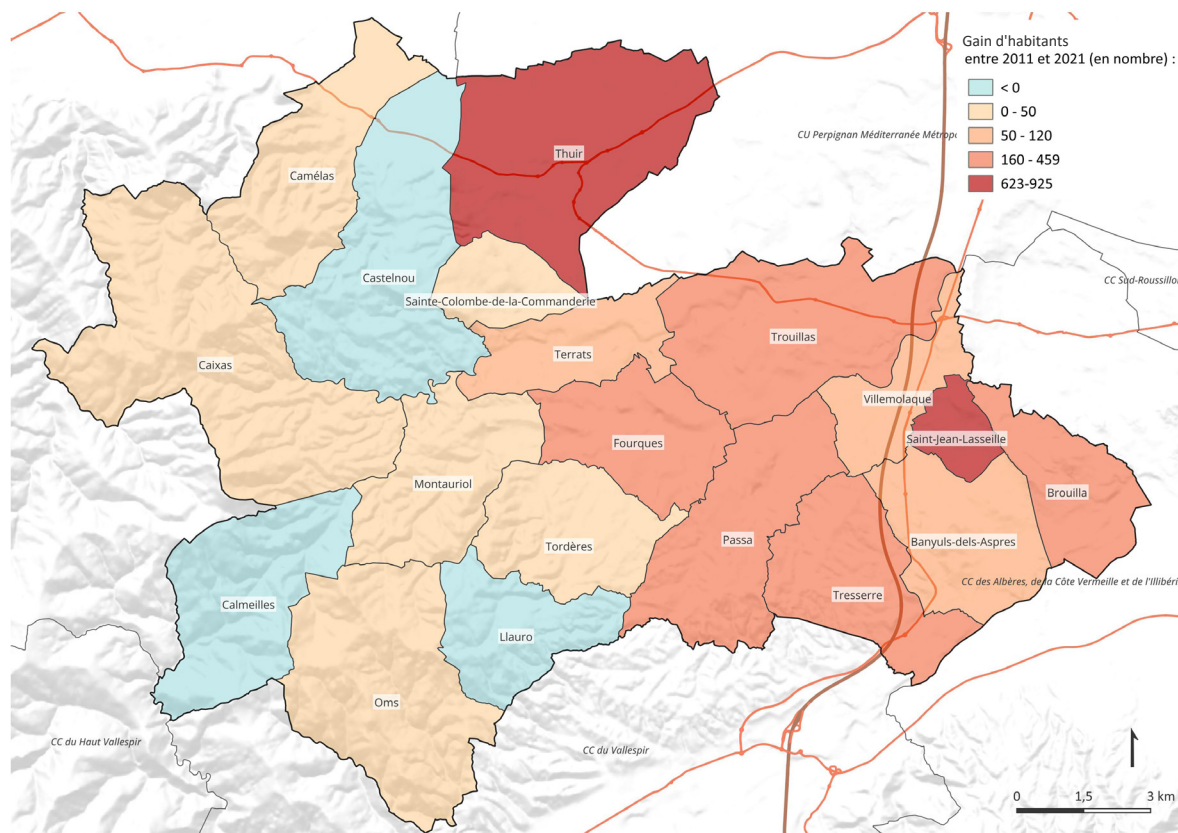 Gain d'habitants
entre 2011 et 2021 (en nombre) :
< 0
0 - 50
50 - 120
160 - 459
623-925
CU Perpignan Méditerranée Métropo
Thuir
Camélas
Castelnou
CC Sud-Roussillon
Sainte-Colombe-de-la-Commanderie
Trouillas
Terrats
Caixas
Villemolaque
Saint-Jean-Lasseille
Fourques
Montauriol
Brouilla
Passa
Banyuls-dels-Aspres
Tordères
CC des Albères, de la Côte Vermeille et de l'Illibéri
Tresserre
Calmeilles
Llauro
Oms
CC du Haut Vallespir
CC du Vallespir
0 1,5 3 km